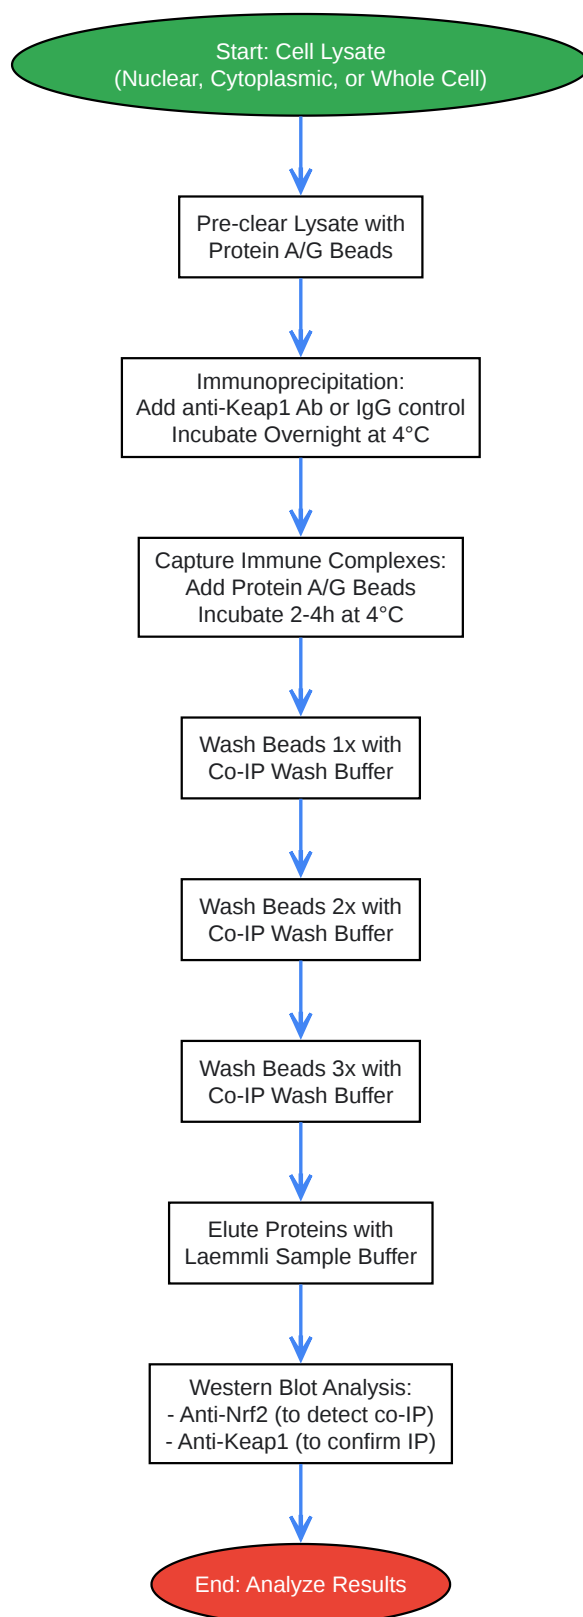 Start: Cell Lysate
(Nuclear, Cytoplasmic, or Whole Cell)
Pre-clear Lysate with
Protein A/G Beads
Immunoprecipitation:
Add anti-Keap1 Ab or IgG control
Incubate Overnight at 4°C
Capture Immune Complexes:
Add Protein A/G Beads
Incubate 2-4h at 4°C
Wash Beads 1x with
Co-IP Wash Buffer
Wash Beads 2x with
Co-IP Wash Buffer
Wash Beads 3x with
Co-IP Wash Buffer
Elute Proteins with
Laemmli Sample Buffer
Western Blot Analysis:
- Anti-Nrf2 (to detect co-IP)
- Anti-Keap1 (to confirm IP)
End: Analyze Results